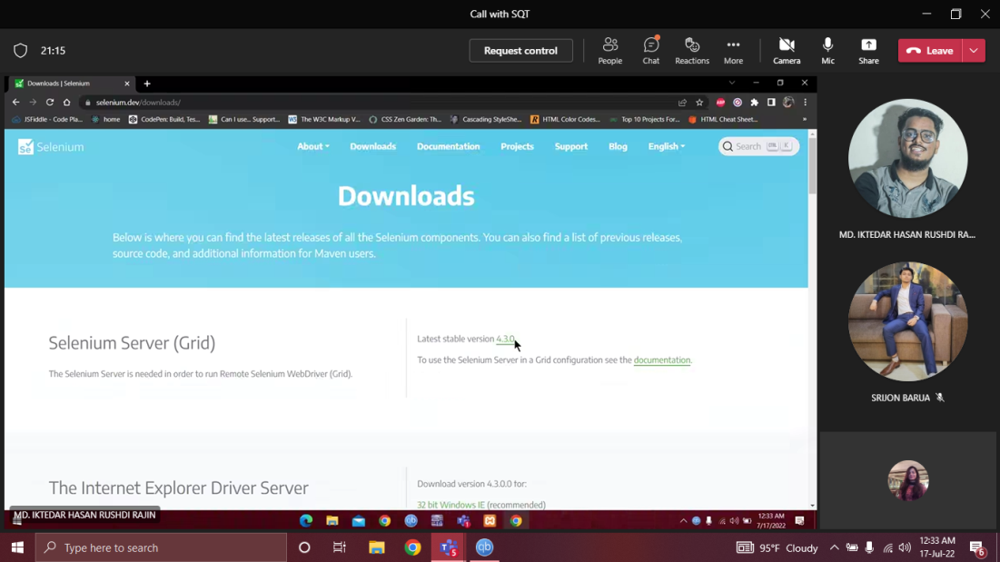 Call with SQT
21:15
Request control
People
Chat
Reactions
More
Camera
Mic
Share
Leave
Downloads | Selenium
selenium.dev/downloads/
JSFiddle - Code Pla...
home
CodePen: Build, Tes...
Can I use... Support...
The W3C Markup V...
CSS Zen Garden: Th...
Cascading StyleShe...
HTML Color Codes...
Top 10 Projects For...
HTML Cheat Sheet...
Se Selenium
About
Downloads
Documentation
Projects
Support
Blog
English
Search
K
Downloads
Below is where you can find the latest releases of all the Selenium components. You can also find a list of previous releases,
source code, and additional information for Maven users.
Selenium Server (Grid)
The Selenium Server is needed in order to run Remote Selenium WebDriver (Grid).
Latest stable version 4.3.0
To use the Selenium Server in a Grid configuration see the documentation.
The Internet Explorer Driver Server
Download version 4.3.0.0 for:
32 bit Windows IE (recommended)
MD. IKTEDAR HASAN RUSHDI RAJIN
12:33 AM
7/17/2022
MD. IKTEDAR HASAN RUSHDI RA...
SRIJON BARUA
Type here to search
95°F Cloudy
12:33 AM
17-Jul-22
6